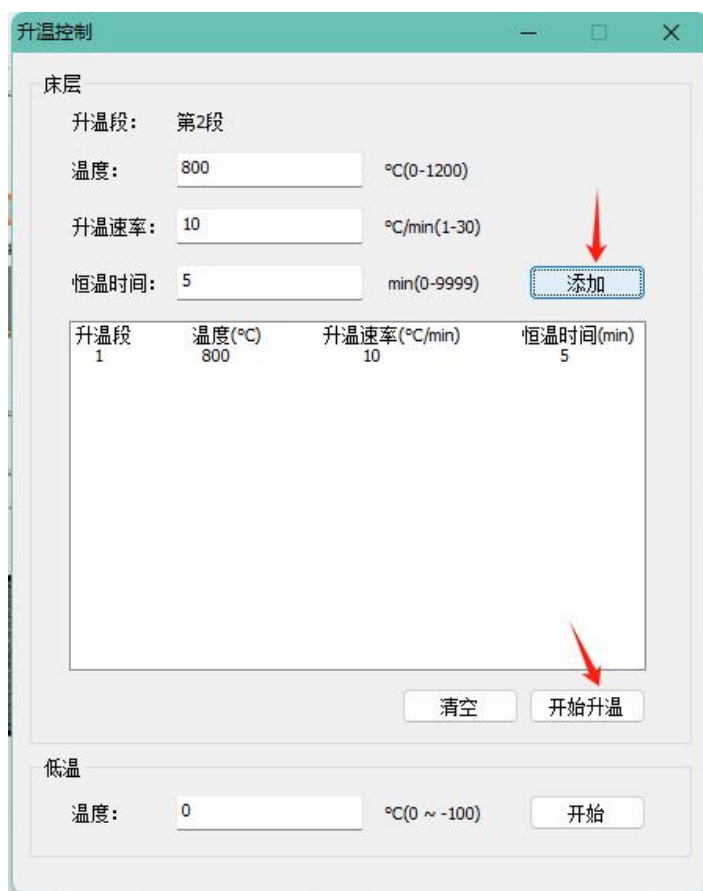 升温控制
床层
升温段： 第2段
温度： 800 °C(0-1200)
升温速率： 10 °C/min(1-30)
恒温时间： 5 min(0-9999) 添加
升温段 温度(°C) 升温速率(°C/min) 恒温时间(min)
1 800 10 5
清空 开始升温
低温
温度： 0 °C(0 ~ -100) 开始